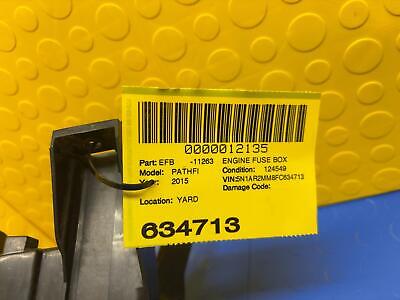 0000012135
Part: EFB -11263 ENGINE FUSE BOX
Model: PATHFI Condition: 124549
2015 VIN:5N1AR2MM8FC634713
Damage Code:
Location: YARD
634713